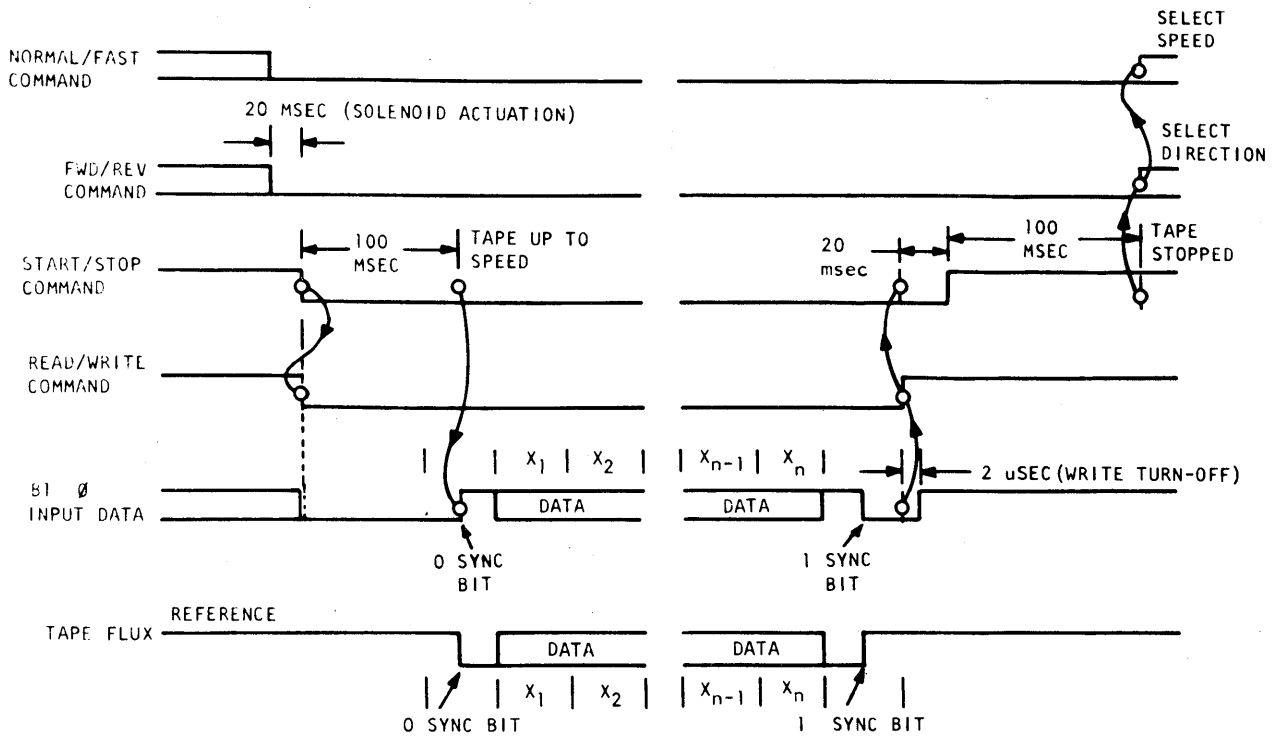 SELECT
SPEED
NORMAL/FAST
COMMAND
20 MSEC (SOLENOID ACTUATION)
SELECT
DIRECTION
FWD/REV
COMMAND
100
MSEC
TAPE UP TO
SPEED
20
msec
100
MSEC
TAPE
STOPPED
START/STOP
COMMAND
READ/WRITE
COMMAND
X1 X2 Xn-1 Xn
2 uSEC (WRITE TURN-OFF)
BI Ø
INPUT DATA
DATA DATA
0 SYNC
BIT
1 SYNC
BIT
REFERENCE
TAPE FLUX
DATA DATA
X1 X2 Xn-1 Xn
0 SYNC BIT 1 SYNC BIT